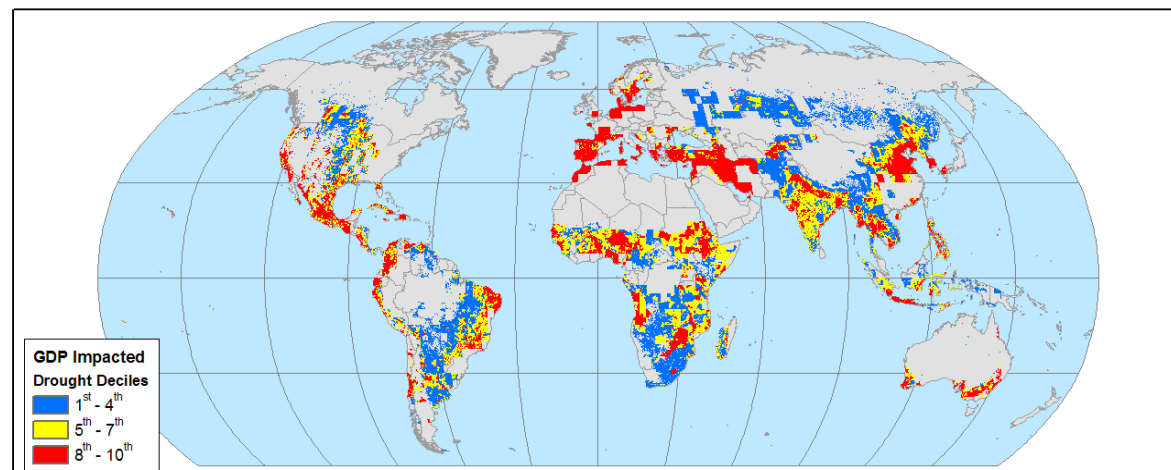 GDP Impacted
Drought Deciles
1st - 4th
5th - 7th
8th - 10th